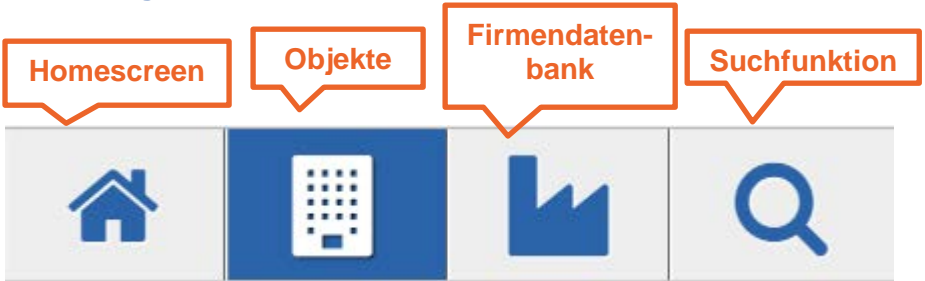 Homescreen
Objekte
Firmendaten-
bank
Suchfunktion